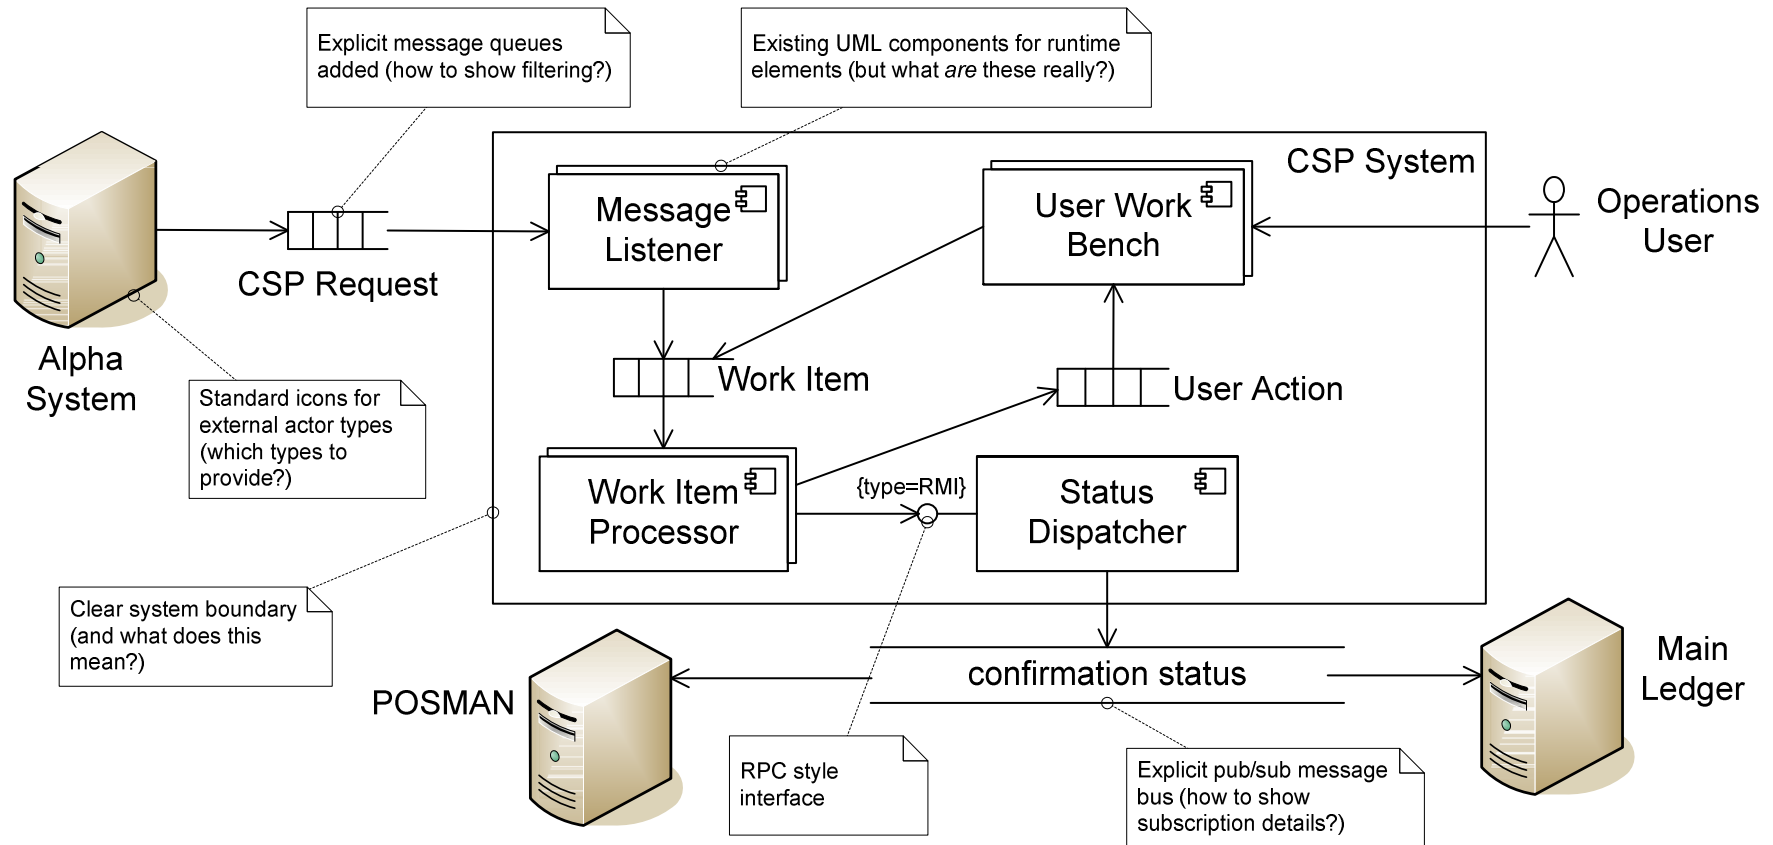 Explicit message queues
added (how to show filtering?)
Existing UML components for runtime
elements (but what are these really?)
CSP System
Message
Listener
User Work
Bench
Operations
User
CSP Request
Alpha
System
Work Item
User Action
Standard icons for
external actor types
(which types to
provide?)
Work Item
Processor
{type=RMI}
Status
Dispatcher
Clear system boundary
(and what does this
mean?)
POSMAN
confirmation status
Main
Ledger
RPC style
interface
Explicit pub/sub message
bus (how to show
subscription details?)